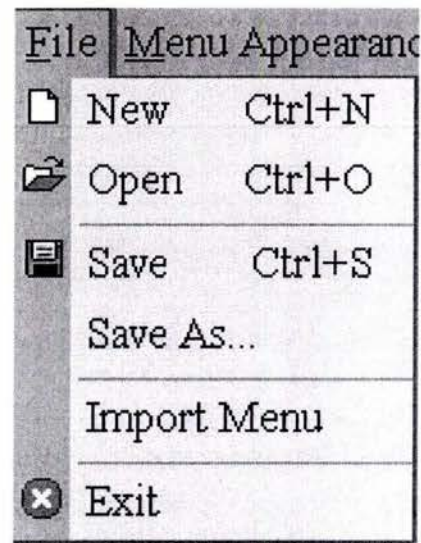 File Menu Appearanc
New Ctrl+N
Open Ctrl+O
Save Ctrl+S
Save As...
Import Menu
Exit